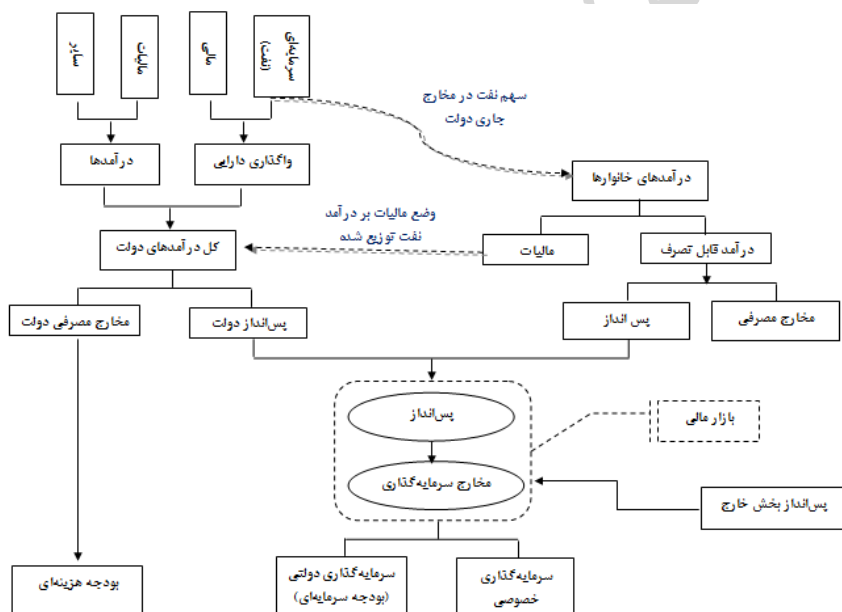 سرمایه‌ای
(نفت)
مالی
مالیات
سایر
سهم نفت در مخارج
جاری دولت
واگذاری دارایی
درآمدها
درآمدهای خانوارها
وضع مالیات بر درآمد
نفت توزیع شده
کل درآمدهای دولت
درآمد قابل تصرف
مالیات
مخارج مصرفی
پس انداز
پس‌انداز دولت
مخارج مصرفی دولت
پس‌انداز
بازار مالی
مخارج سرمایه‌گذاری
پس‌انداز بخش خارج
سرمایه‌گذاری
خصوصی
سرمایه‌گذاری دولتی
(بودجه سرمایه‌ای)
بودجه هزینه‌ای